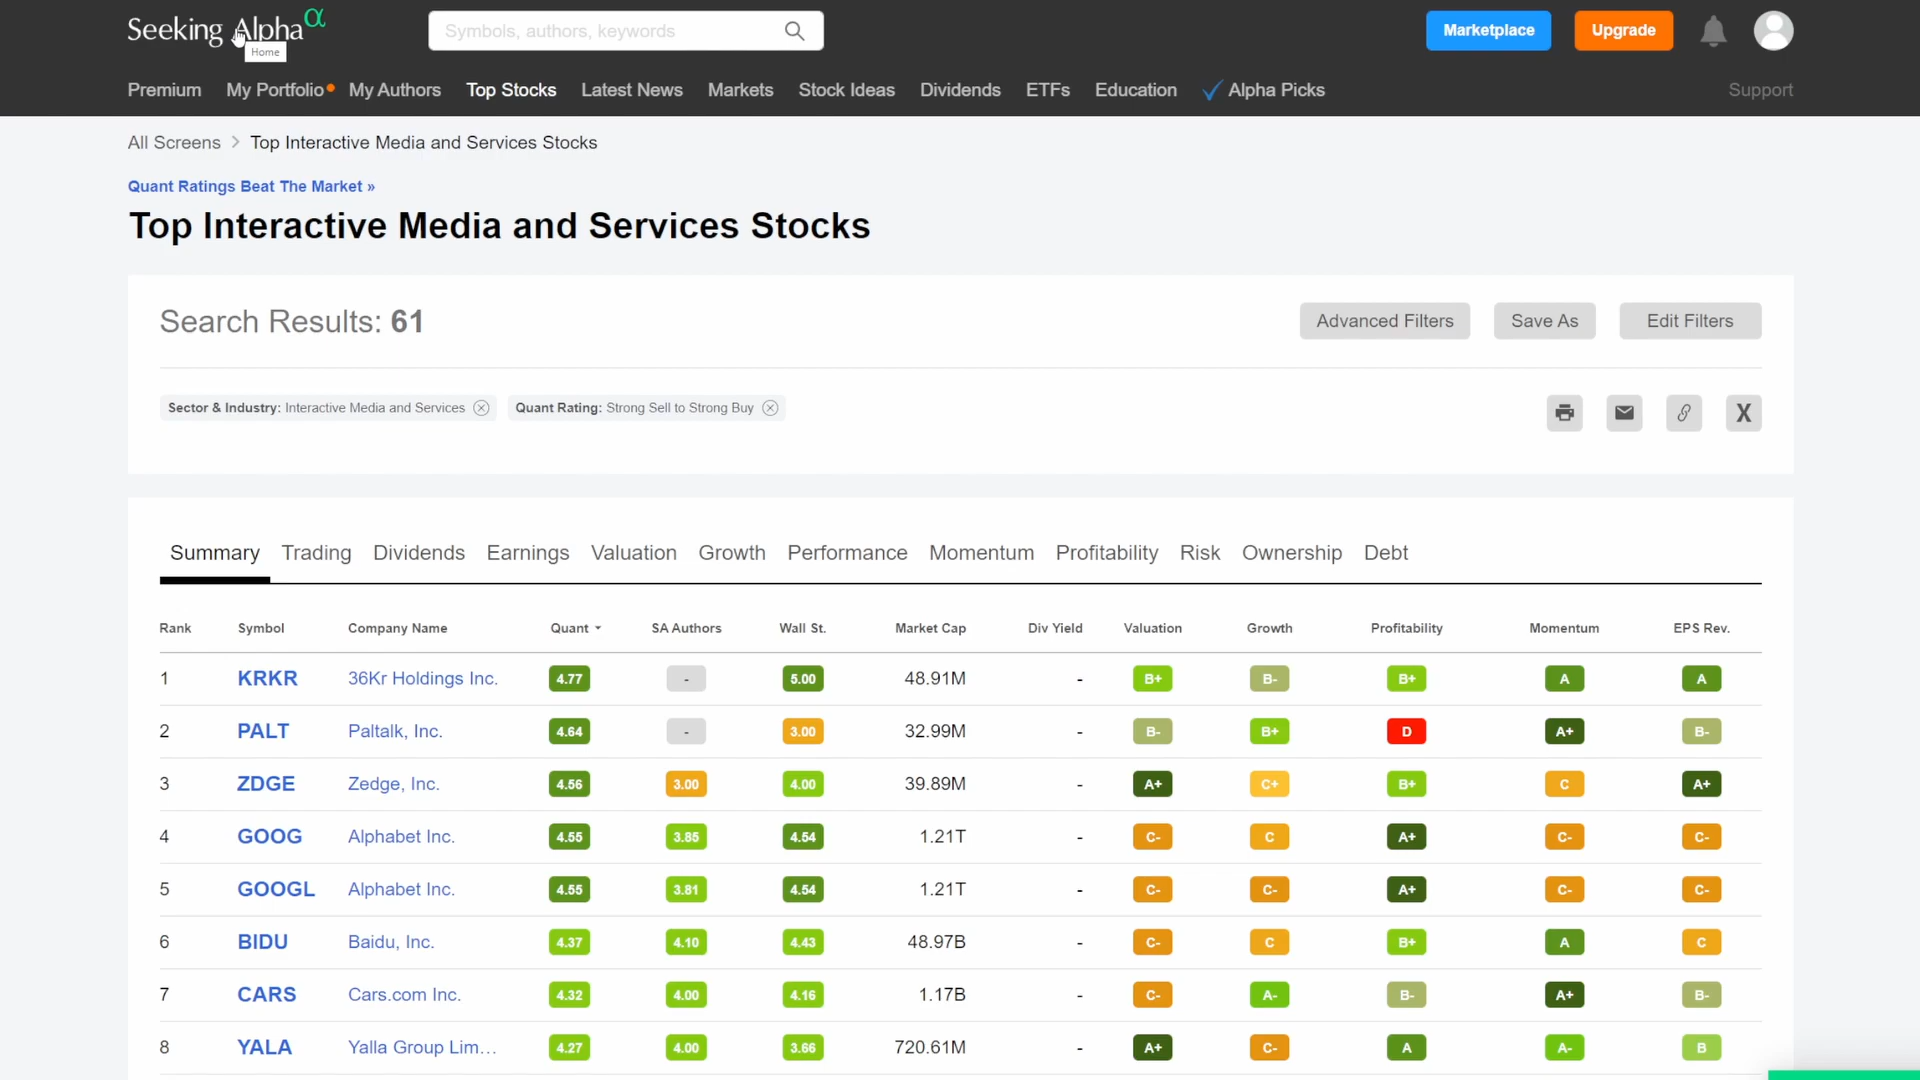 Seeking Alpha α
Home
Symbols, authors, keywords
Marketplace
Upgrade
Premium My Portfolio My Authors Top Stocks Latest News Markets Stock Ideas Dividends ETFs Education Alpha Picks Support
All Screens > Top Interactive Media and Services Stocks
Quant Ratings Beat The Market »
Top Interactive Media and Services Stocks
Search Results: 61
Advanced Filters Save As Edit Filters
Sector & Industry: Interactive Media and Services Quant Rating: Strong Sell to Strong Buy
X
Summary Trading Dividends Earnings Valuation Growth Performance Momentum Profitability Risk Ownership Debt
Rank Symbol Company Name Quant SA Authors Wall St. Market Cap Div Yield Valuation Growth Profitability Momentum EPS Rev.
1 KRKR 36Kr Holdings Inc. 4.77 - 5.00 48.91M - B+ B- B+ A A
2 PALT Paltalk, Inc. 4.64 - 3.00 32.99M - B- B+ D A+ B-
3 ZDGE Zedge, Inc. 4.56 3.00 4.00 39.89M - A+ C+ B+ C A+
4 GOOG Alphabet Inc. 4.55 3.85 4.54 1.21T - C- C A+ C- C-
5 GOOGL Alphabet Inc. 4.55 3.81 4.54 1.21T - C- C- A+ C- C-
6 BIDU Baidu, Inc. 4.37 4.10 4.43 48.97B - C- C B+ A C
7 CARS Cars.com Inc. 4.32 4.00 4.16 1.17B - C- A- B- A+ B-
8 YALA Yalla Group Lim... 4.27 4.00 3.66 720.61M - A+ C- A A- B